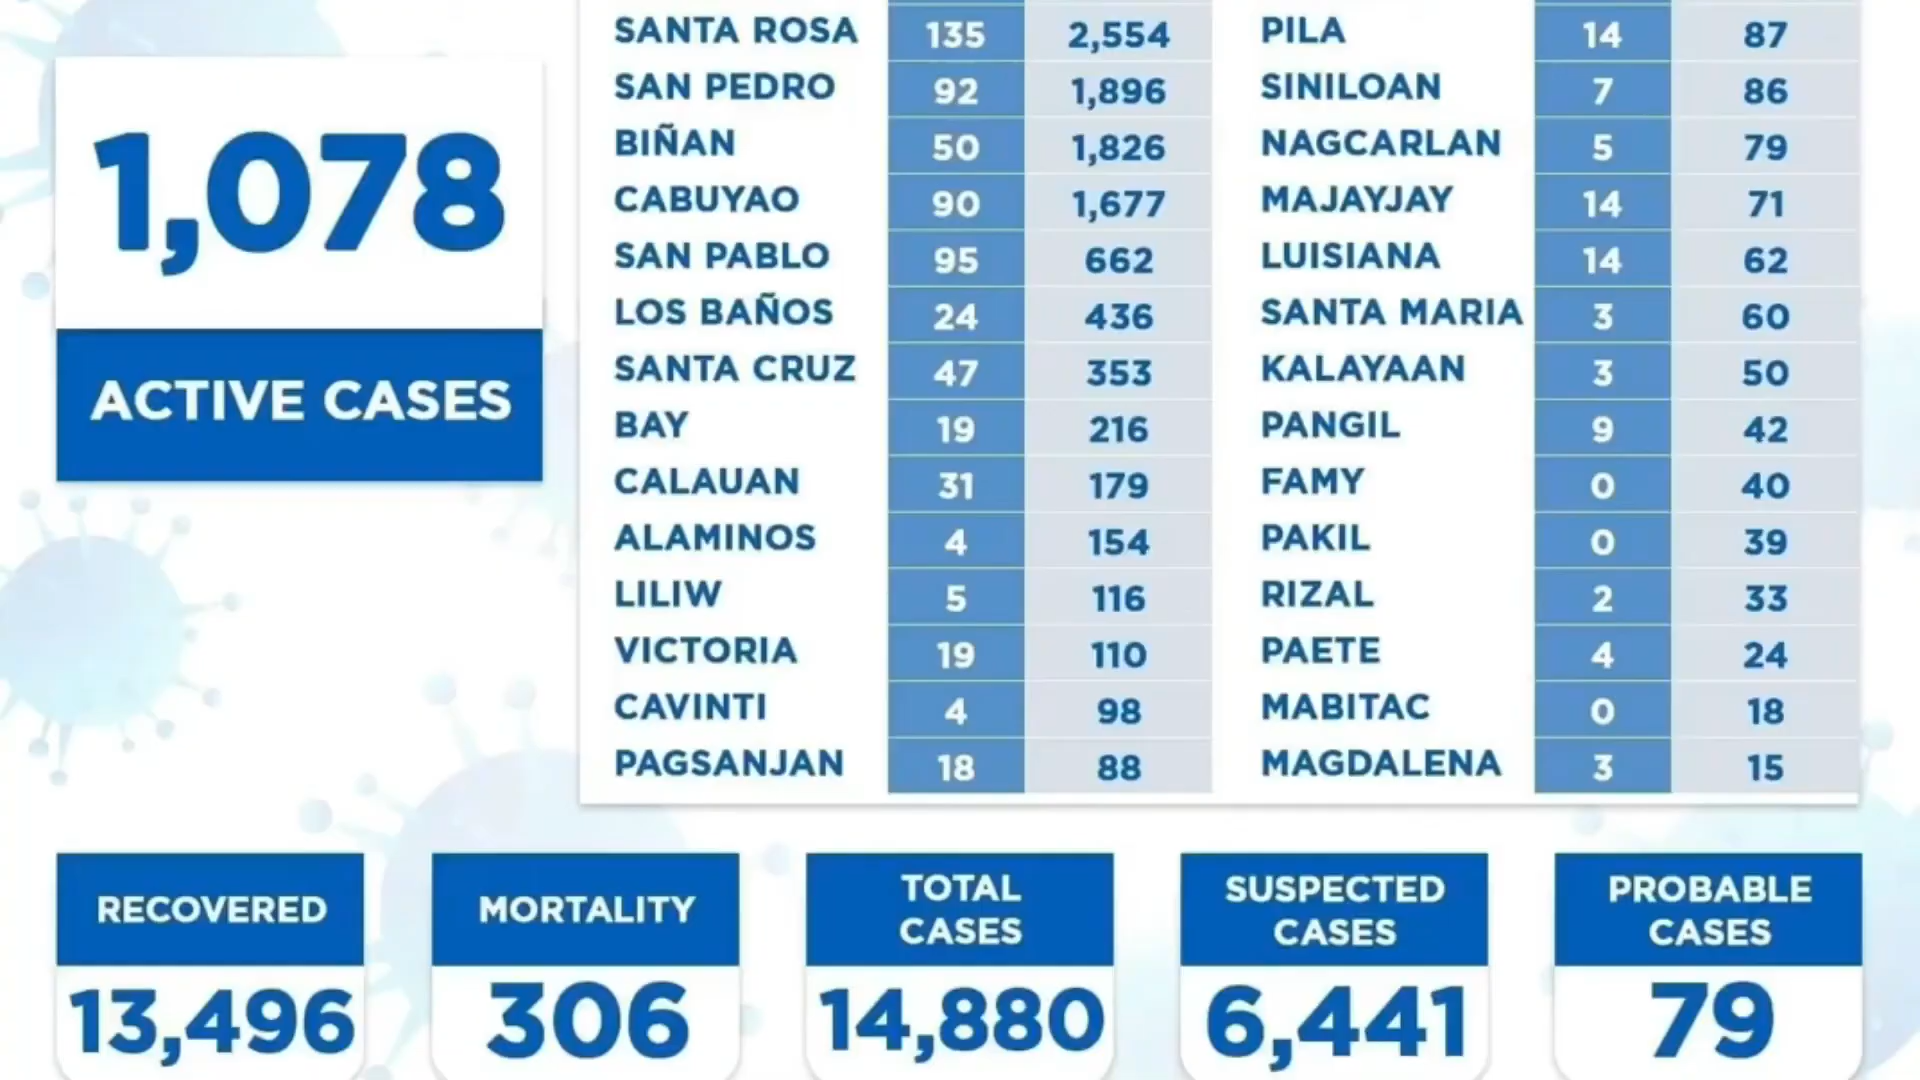 1,078
ACTIVE CASES
SANTA ROSA 135 2,554
SAN PEDRO 92 1,896
BIÑAN 50 1,826
CABUYAO 90 1,677
SAN PABLO 95 662
LOS BAÑOS 24 436
SANTA CRUZ 47 353
BAY 19 216
CALAUAN 31 179
ALAMINOS 4 154
LILIW 5 116
VICTORIA 19 110
CAVINTI 4 98
PAGSANJAN 18 88
PILA 14 87
SINILOAN 7 86
NAGCARLAN 5 79
MAJAYJAY 14 71
LUISIANA 14 62
SANTA MARIA 3 60
KALAYAAN 3 50
PANGIL 9 42
FAMY 0 40
PAKIL 0 39
RIZAL 2 33
PAETE 4 24
MABITAC 0 18
MAGDALENA 3 15
RECOVERED
13,496
MORTALITY
306
TOTAL
CASES
14,880
SUSPECTED
CASES
6,441
PROBABLE
CASES
79